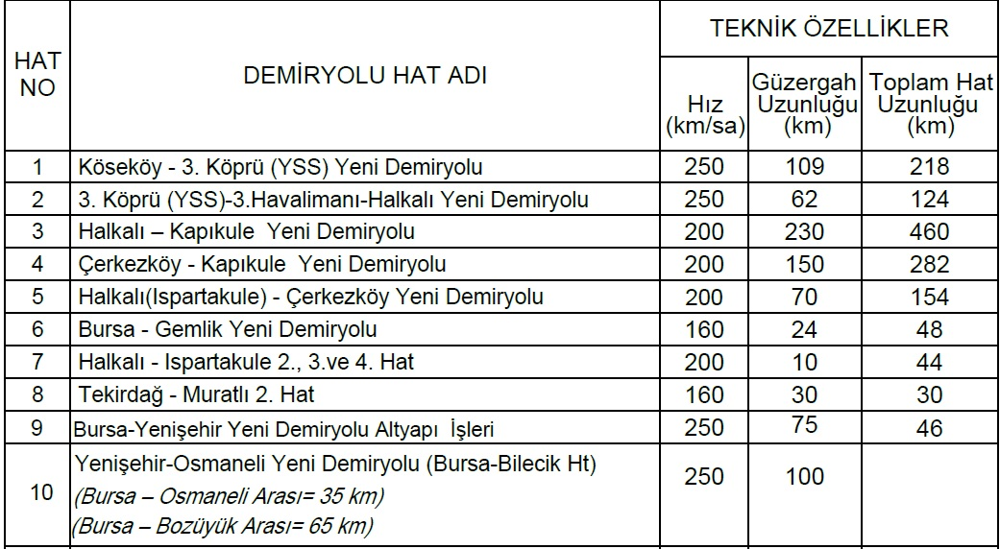 TEKNİK ÖZELLİKLER
HAT NO
DEMİRYOLU HAT ADI
Hız (km/sa)
Güzergah Uzunluğu (km)
Toplam Hat Uzunluğu (km)
1 Köseköy - 3. Köprü (YSS) Yeni Demiryolu 250 109 218
2 3. Köprü (YSS)-3.Havalimanı-Halkalı Yeni Demiryolu 250 62 124
3 Halkalı – Kapıkule Yeni Demiryolu 200 230 460
4 Çerkezköy - Kapıkule Yeni Demiryolu 200 150 282
5 Halkalı(Ispartakule) - Çerkezköy Yeni Demiryolu 200 70 154
6 Bursa - Gemlik Yeni Demiryolu 160 24 48
7 Halkalı - Ispartakule 2., 3.ve 4. Hat 200 10 44
8 Tekirdağ - Muratlı 2. Hat 160 30 30
9 Bursa-Yenişehir Yeni Demiryolu Altyapı İşleri 250 75 46
10 Yenişehir-Osmaneli Yeni Demiryolu (Bursa-Bilecik Ht) 250 100
(Bursa – Osmaneli Arası= 35 km)
(Bursa – Bozüyük Arası= 65 km)